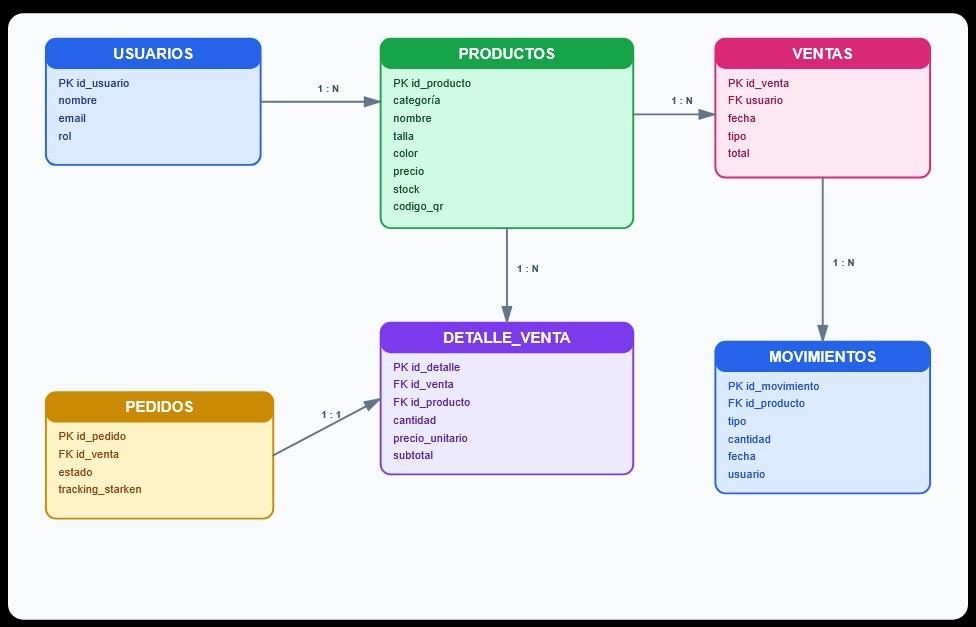 USUARIOS
PK id_usuario
nombre
email
rol
1 : N
PRODUCTOS
PK id_producto
categoría
nombre
talla
color
precio
stock
codigo_qr
1 : N
VENTAS
PK id_venta
FK usuario
fecha
tipo
total
1 : N
1 : N
DETALLE_VENTA
PK id_detalle
FK id_venta
FK id_producto
cantidad
precio_unitario
subtotal
MOVIMIENTOS
PK id_movimiento
FK id_producto
tipo
cantidad
fecha
usuario
PEDIDOS
PK id_pedido
FK id_venta
estado
tracking_starken
1 : 1